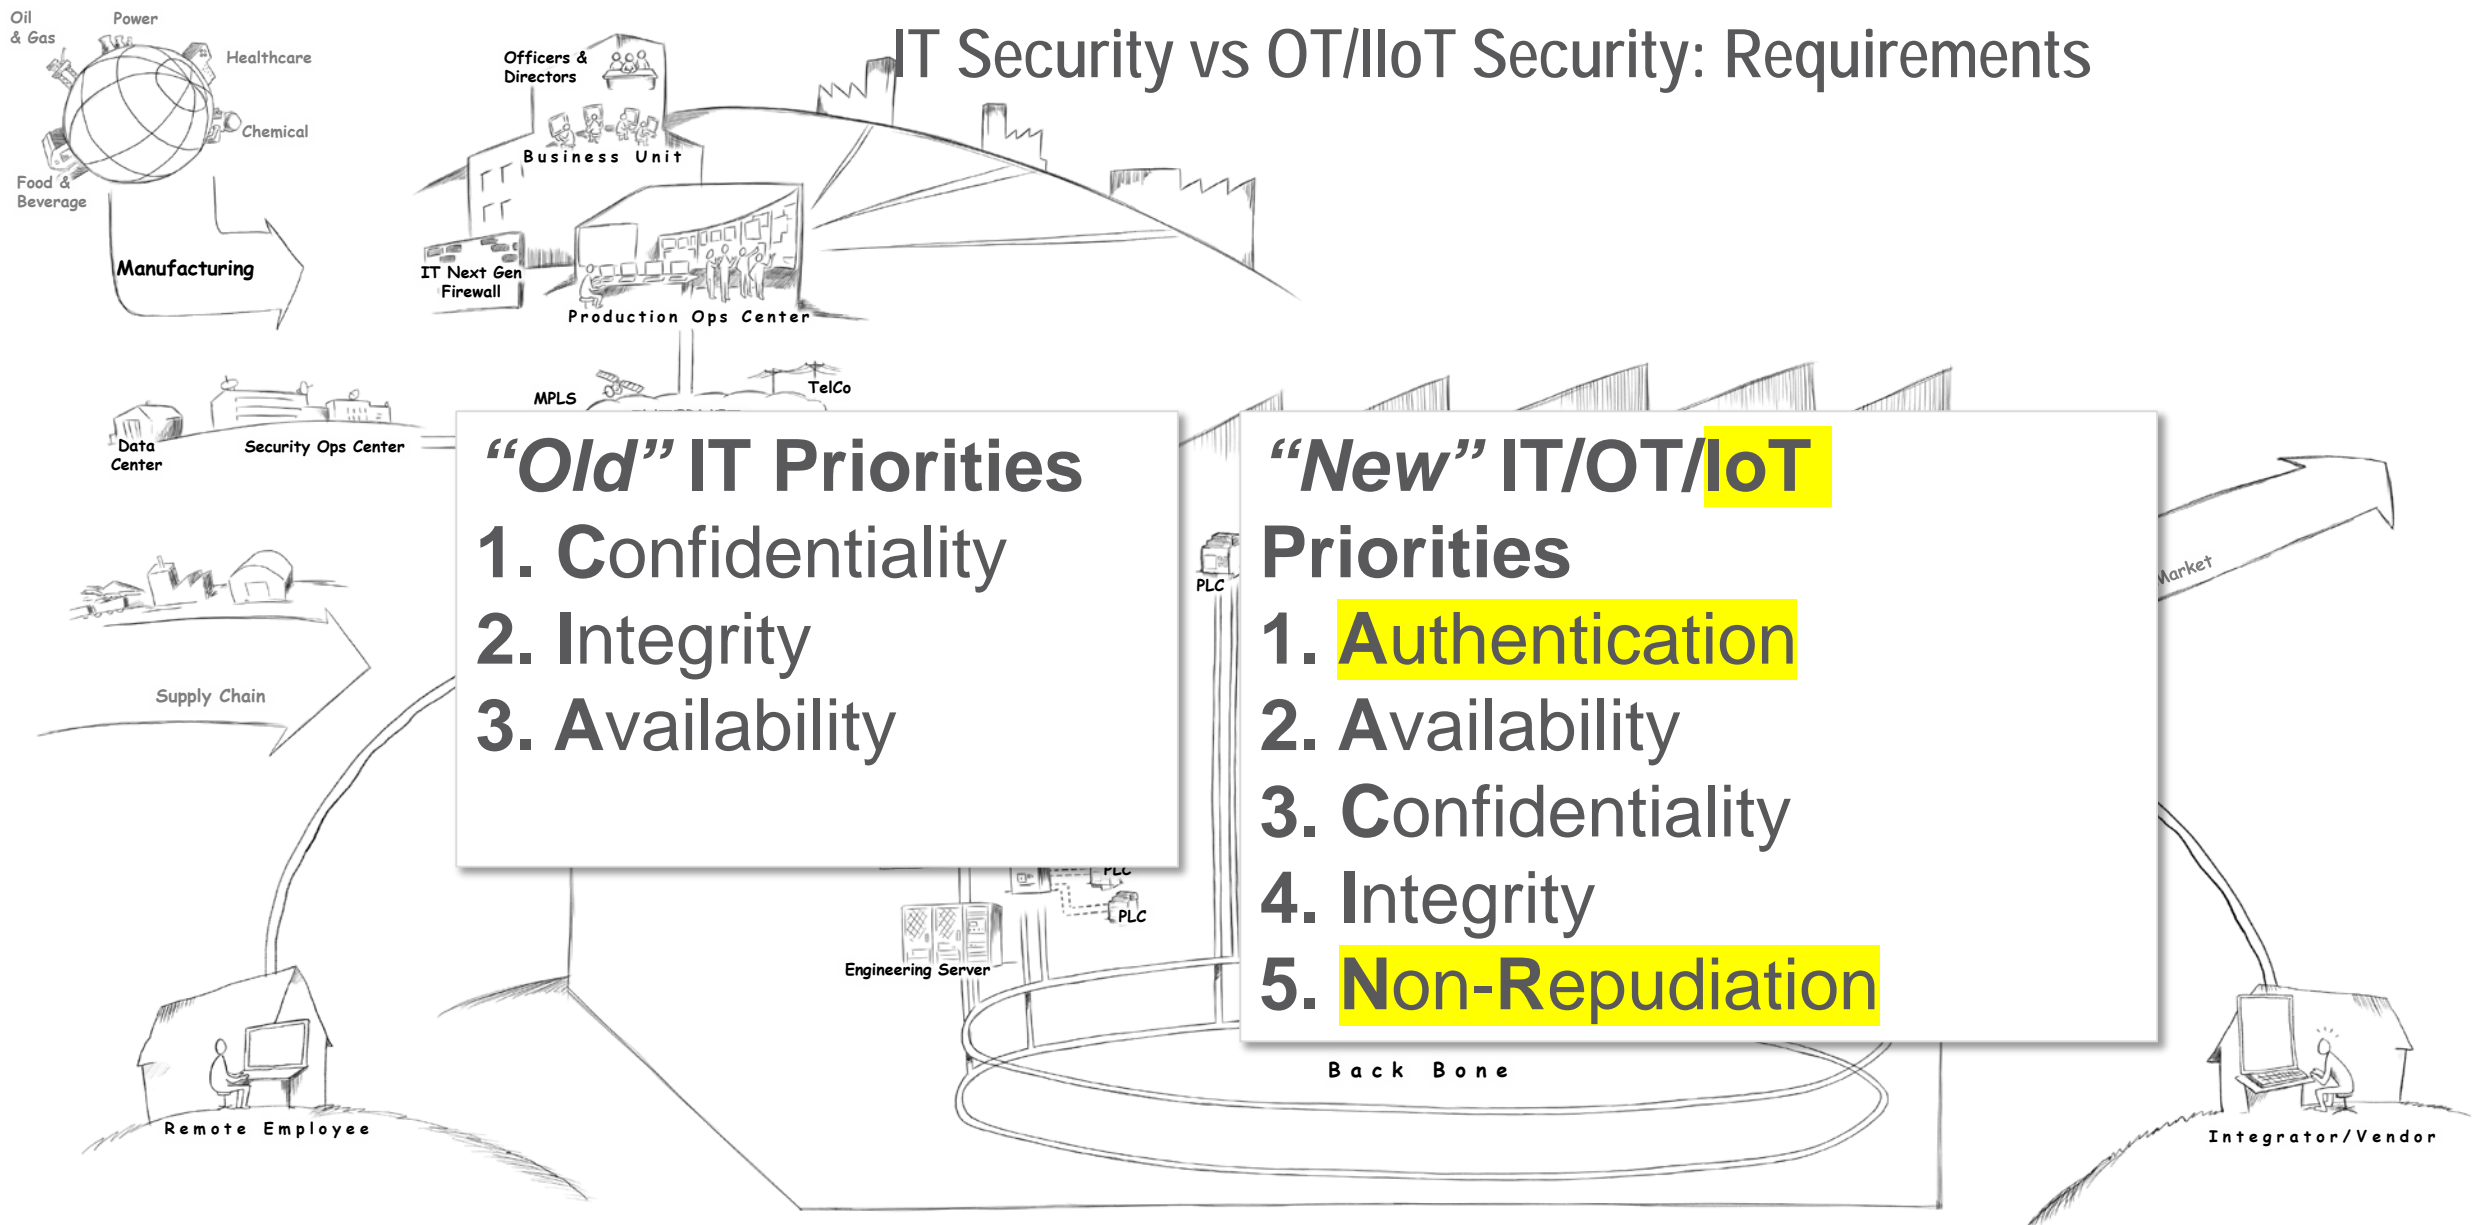 IT Security vs OT/IIoT Security: Requirements
Oil
& Gas
Power
Healthcare
Chemical
Food &
Beverage
Manufacturing
Officers &
Directors
Business Unit
IT Next Gen
Firewall
Production Ops Center
MPLS
TelCo
Data
Center
Security Ops Center
Supply Chain
“Old” IT Priorities
1. Confidentiality
2. Integrity
3. Availability
“New” IT/OT/IoT
Priorities
1. Authentication
2. Availability
3. Confidentiality
4. Integrity
5. Non-Repudiation
PLC
Market
PLC
PLC
Engineering Server
Back Bone
Remote Employee
Integrator/Vendor